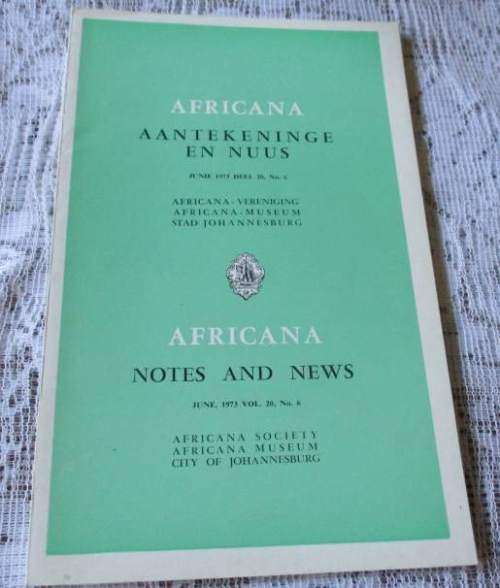 AFRICANA
AANTEKENINGE
EN NUUS
JUNIE 1973 DEEL 20, No. 6
AFRICANA-VERENIGING
AFRICANA-MUSEUM
STAD JOHANNESBURG
AFRICANA
NOTES AND NEWS
JUNE, 1973 VOL. 20, No. 6
AFRICANA SOCIETY
AFRICANA MUSEUM
CITY OF JOHANNESBURG